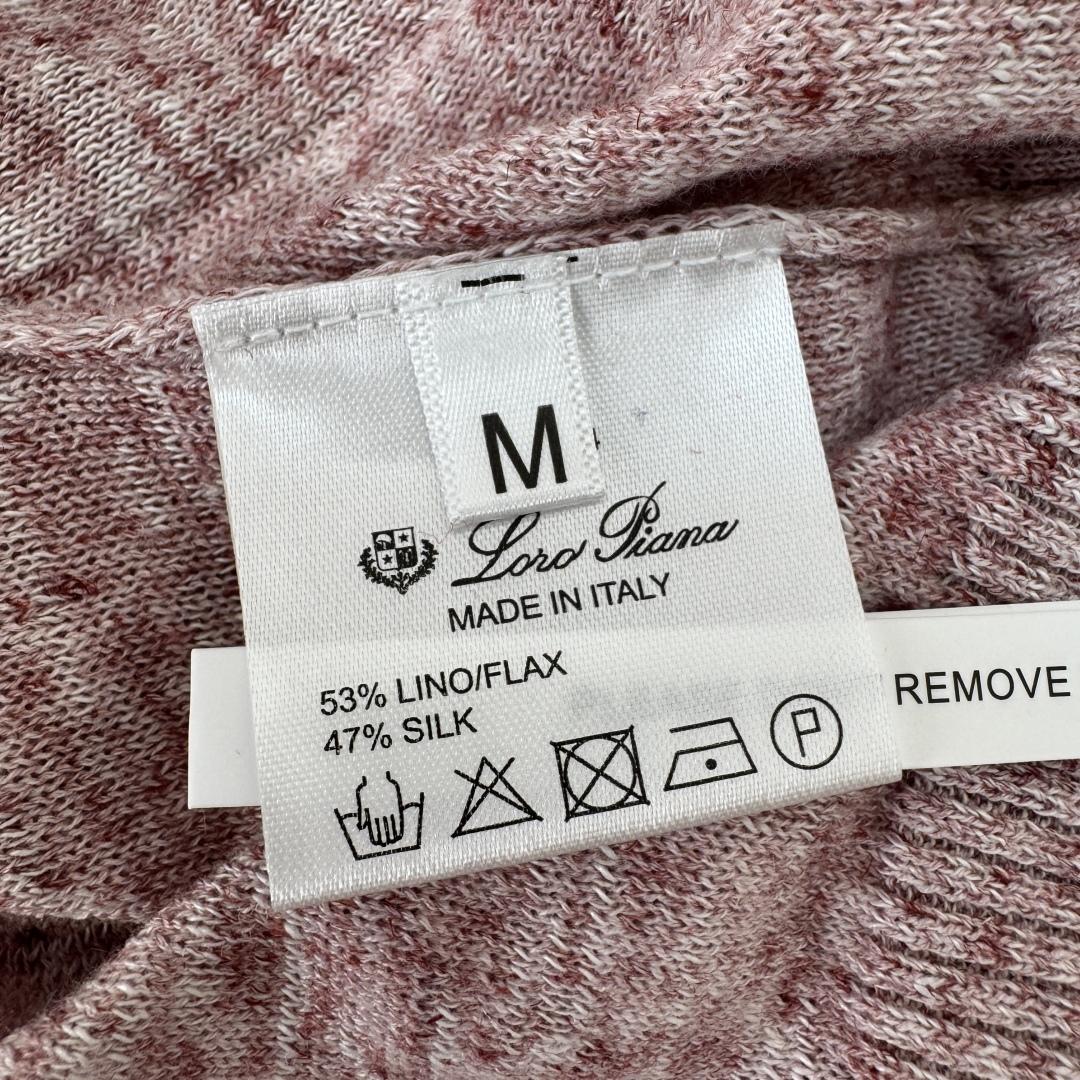 M
Loro Piana
MADE IN ITALY
53% LINO/FLAX
47% SILK
P
REMOVE